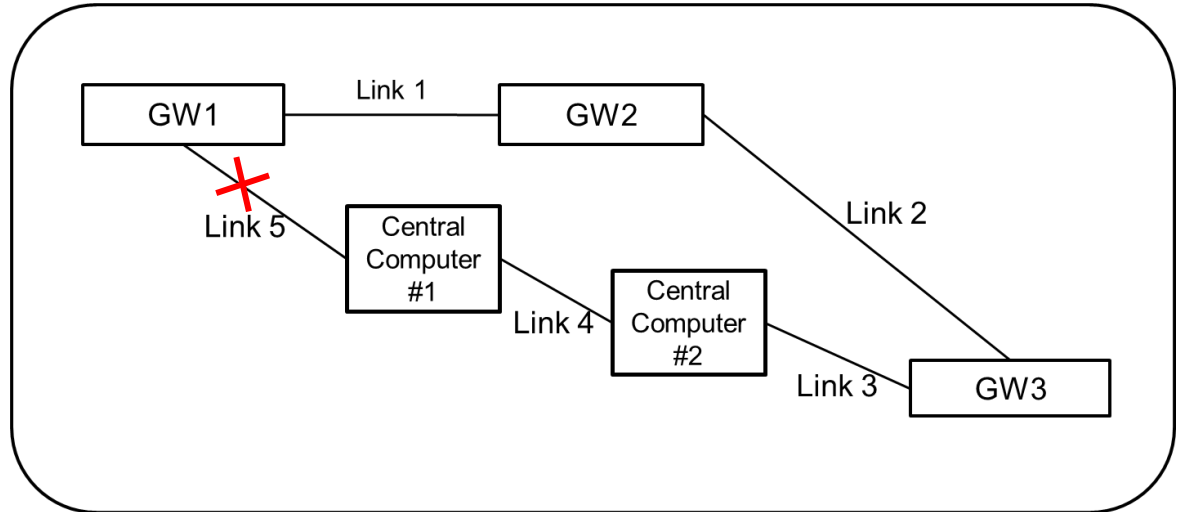 Link 1
GW1
GW2
Link 2
Link 5
Central
Computer
#1
Link 4
Central
Computer
#2
Link 3
GW3